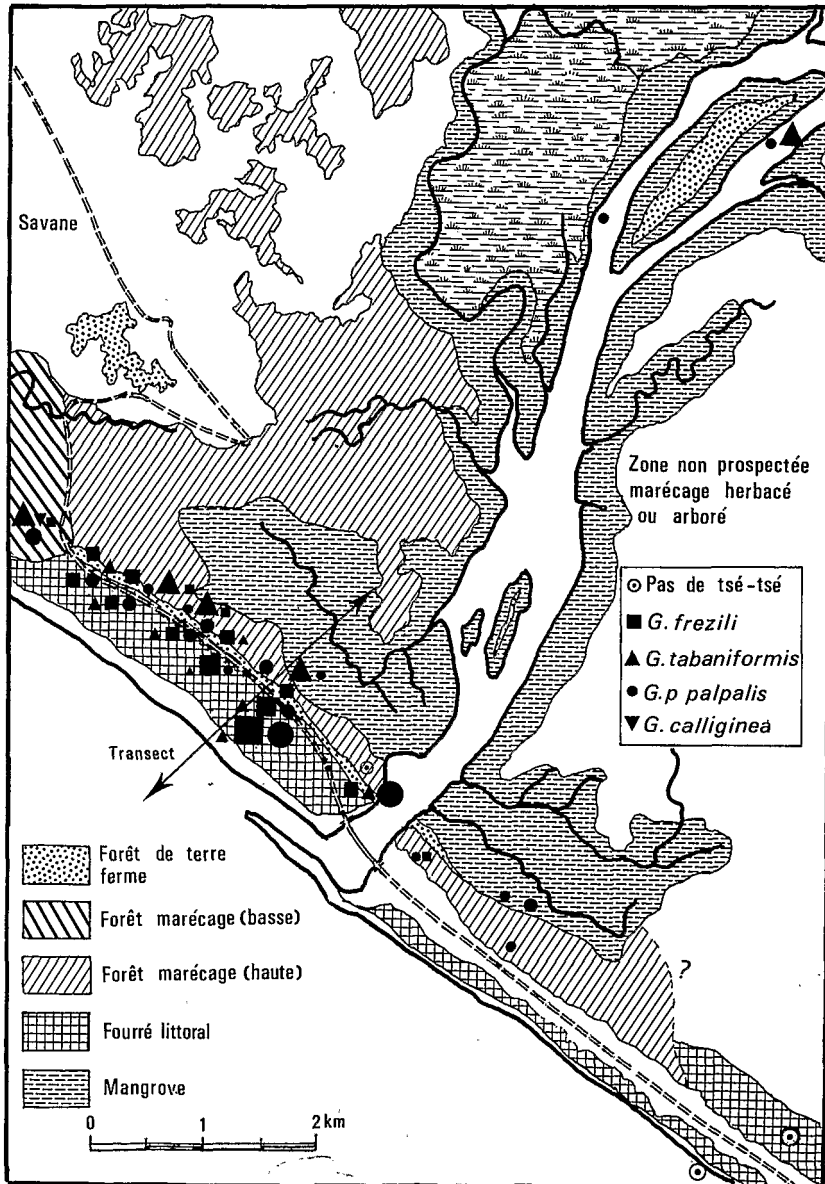 Savane
Zone non prospectée
marécage herbacé
ou arboré
Pas de tsé-tsé
G. frezili
G. tabaniformis
G.p palpalis
G. calliginea
Transect
?
Forêt de terre
ferme
Forêt marécage (basse)
Forêt marécage (haute)
Fourré littoral
Mangrove
0 1 2 km